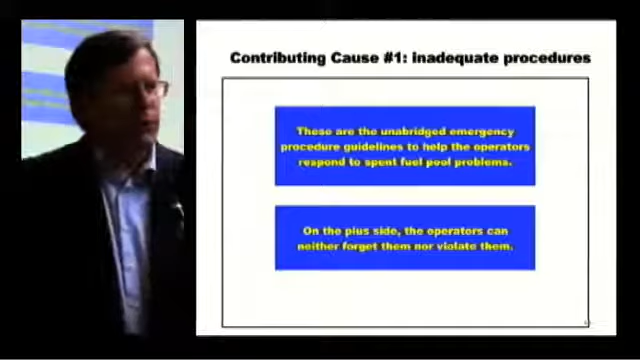 Contributing Cause #1: inadequate procedures
These are the unabridged emergency
procedure guidelines to help the operators
respond to spent fuel pool problems.
On the plus side, the operators can
neither forget them nor violate them.